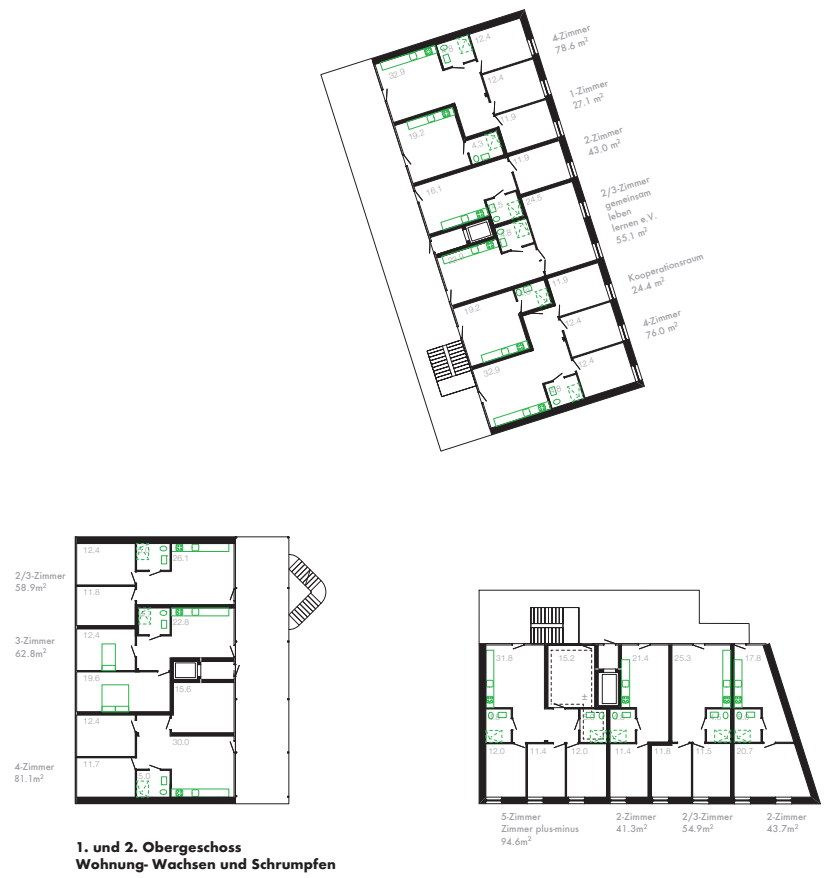 4-Zimmer
78.6 m²
1-Zimmer
27.1 m²
2-Zimmer
43.0 m²
2/3-Zimmer
gemeinsam
leben
lernen e.V.
55.1 m²
Kooperationsraum
24.4 m²
4-Zimmer
76.0 m²
12.4
32.9
12.4
11.9
19.2
4.3
11.9
16.1
24.5
11.9
19.2
12.4
32.9
12.4
2/3-Zimmer
58.9m²
3-Zimmer
62.8m²
4-Zimmer
81.1m²
12.4
26.1
11.8
22.8
12.4
19.6
15.6
12.4
30.0
11.7
5.0
31.8
15.2
21.4
25.3
17.8
±
12.0
11.4
12.0
11.4
11.8
11.5
20.7
5-Zimmer
Zimmer plus-minus
94.6m²
2-Zimmer
41.3m²
2/3-Zimmer
54.9m²
2-Zimmer
43.7m²
1. und 2. Obergeschoss
Wohnung- Wachsen und Schrumpfen